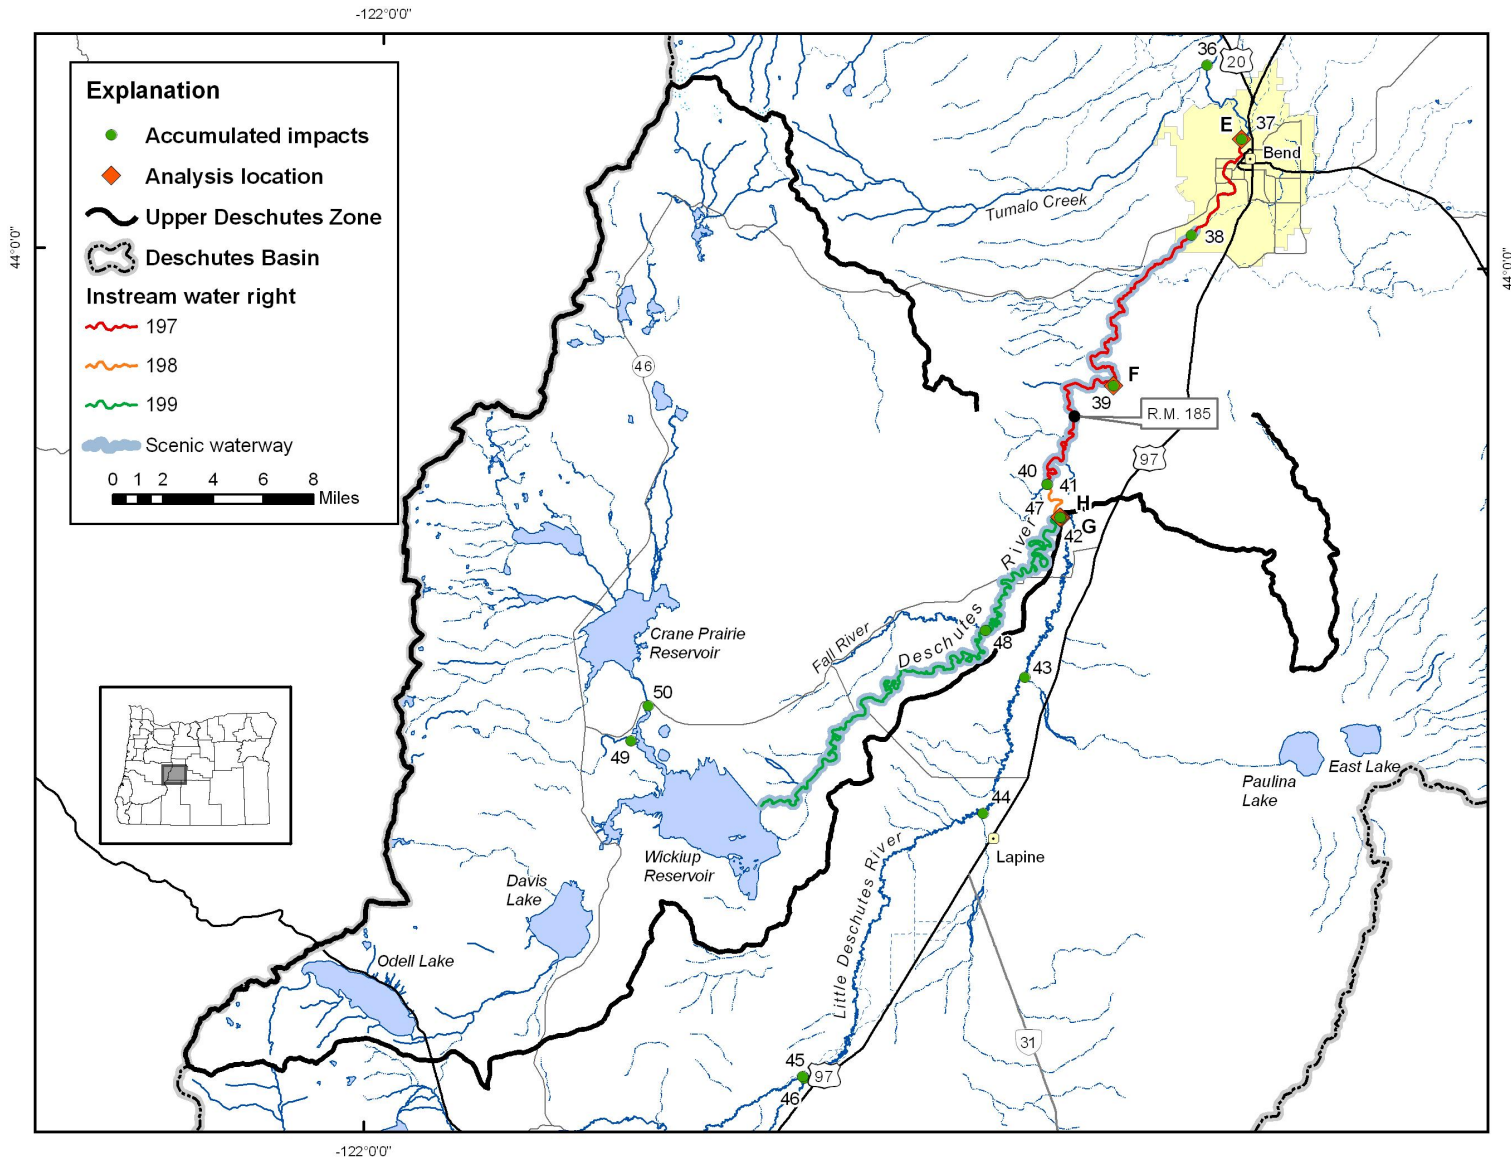 -122°0'0"
44°0'0"
44°0'0"
Explanation
Accumulated impacts
Analysis location
Upper Deschutes Zone
Deschutes Basin
Instream water right
197
198
199
Scenic waterway
0 1 2 4 6 8 Miles
36
20
E 37
Bend
Tumalo Creek
38
46
F
39
R.M. 185
97
40
41
47
H
G
42
River
Deschutes
Fall River
48
43
Crane Prairie
Reservoir
50
49
Paulina
Lake
East Lake
44
Lapine
Wickiup
Reservoir
Davis
Lake
Little Deschutes River
Odell Lake
31
45
97
46
-122°0'0"